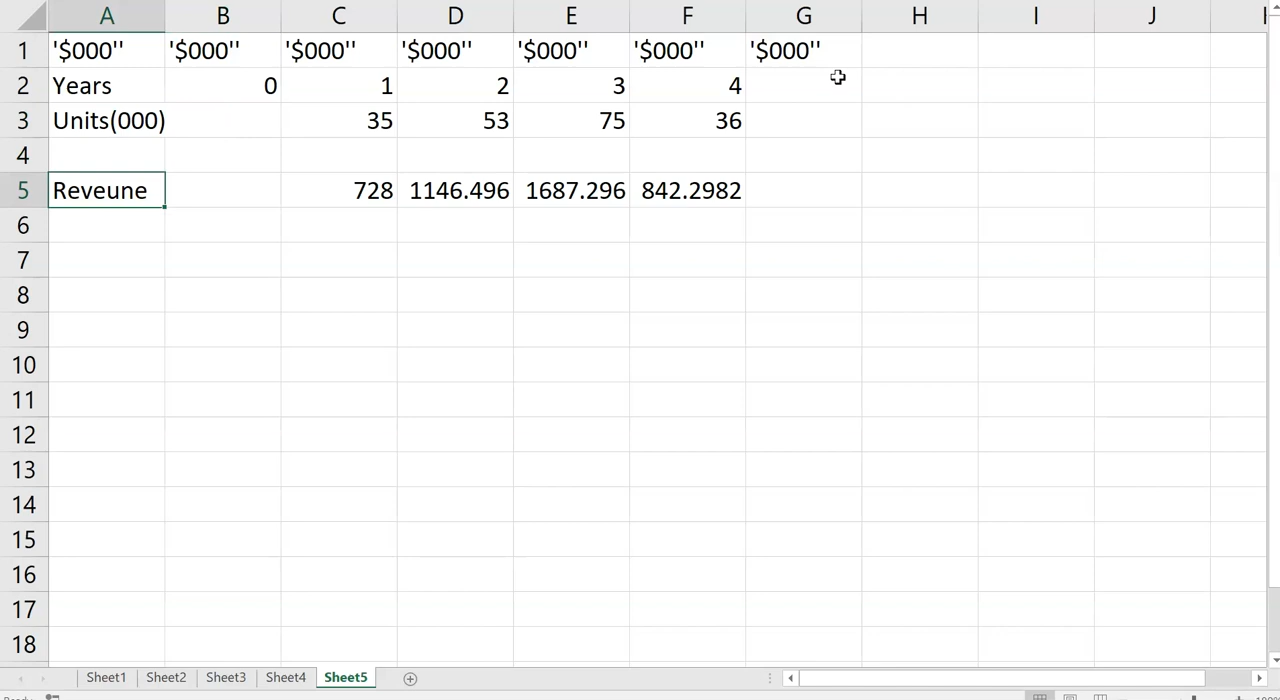 A B C D E F G H I J
1 '$000'' '$000'' '$000'' '$000'' '$000'' '$000'' '$000''
2 Years 0 1 2 3 4
3 Units(000) 35 53 75 36
4
5 Reveune 728 1146.496 1687.296 842.2982
6
7
8
9
10
11
12
13
14
15
16
17
18
Sheet1 Sheet2 Sheet3 Sheet4 Sheet5